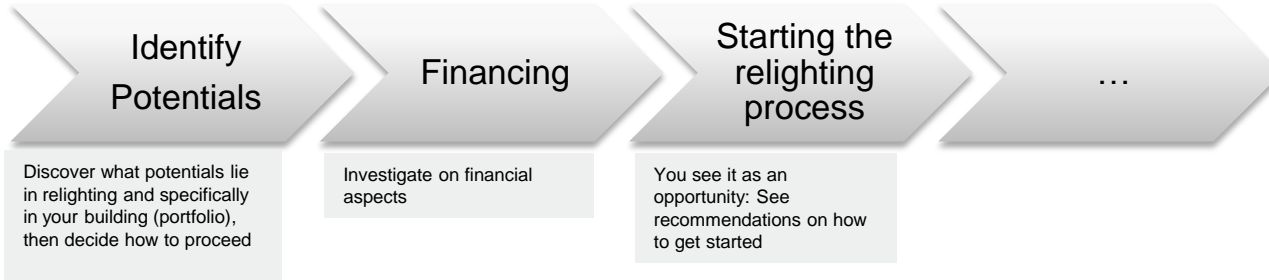 Identify
Potentials
Discover what potentials lie
in relighting and specifically
in your building (portfolio),
then decide how to proceed
Financing
Investigate on financial
aspects
Starting the
relighting
process
You see it as an
opportunity: See
recommendations on how
to get started
…